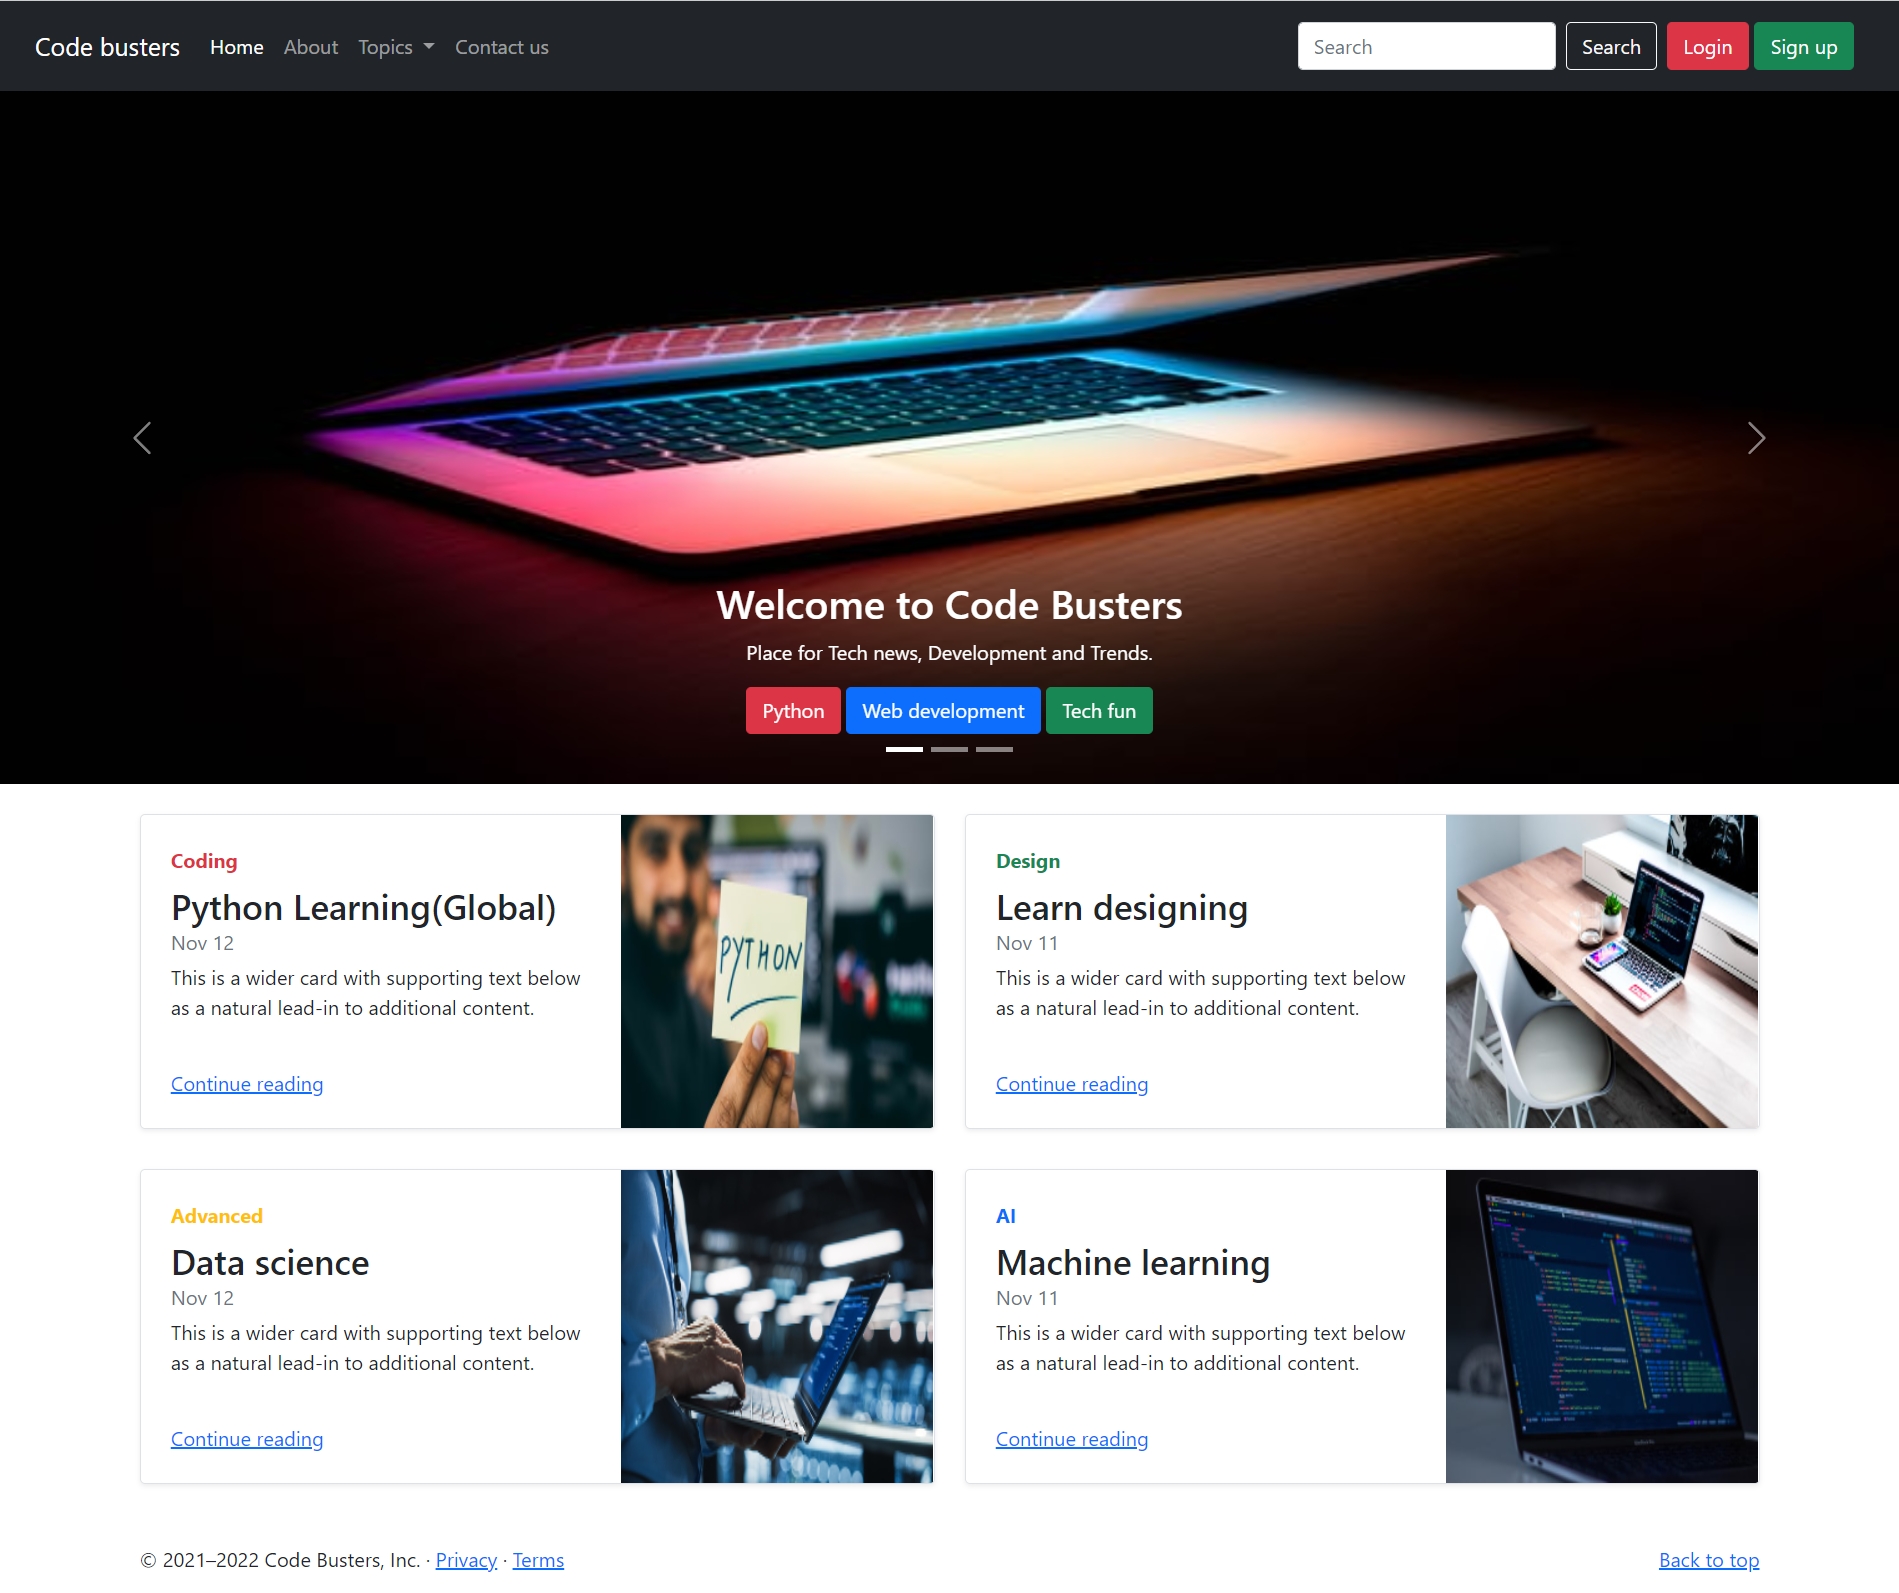 Code busters Home About Topics Contact us Search Search Login Sign up
Welcome to Code Busters
Place for Tech news, Development and Trends.
Python Web development Tech fun
Coding
Python Learning(Global)
Nov 12
This is a wider card with supporting text below
as a natural lead-in to additional content.
Continue reading
PYTHON
Design
Learn designing
Nov 11
This is a wider card with supporting text below
as a natural lead-in to additional content.
Continue reading
Advanced
Data science
Nov 12
This is a wider card with supporting text below
as a natural lead-in to additional content.
Continue reading
AI
Machine learning
Nov 11
This is a wider card with supporting text below
as a natural lead-in to additional content.
Continue reading
© 2021–2022 Code Busters, Inc. · Privacy · Terms
Back to top